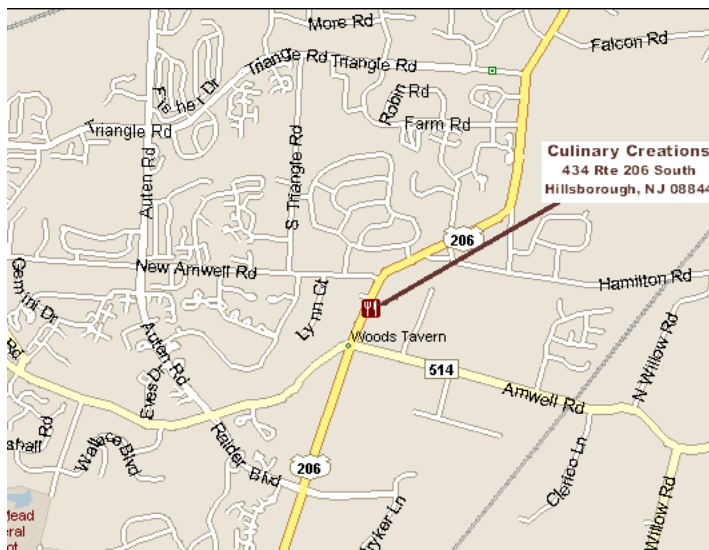 More Rd
Falcon Rd
Triangle Rd
Triangle Rd
Fisher Dr
Robin
Rd
Farm Rd
Triangle Rd
Auten Rd
S Triangle Rd
Culinary Creations
434 Rte 206 South
Hillsborough, NJ 08844
206
New Amwell Rd
Hamilton Rd
Gemini Dr
Lynn Ct
N Willow Rd
Auten Rd
Woods Tavern
Rd
514
Amwell Rd
Eves Dr
Rd
Wallace Blvd
Raider Blvd
206
Clerico Ln
Willow Rd
Mead